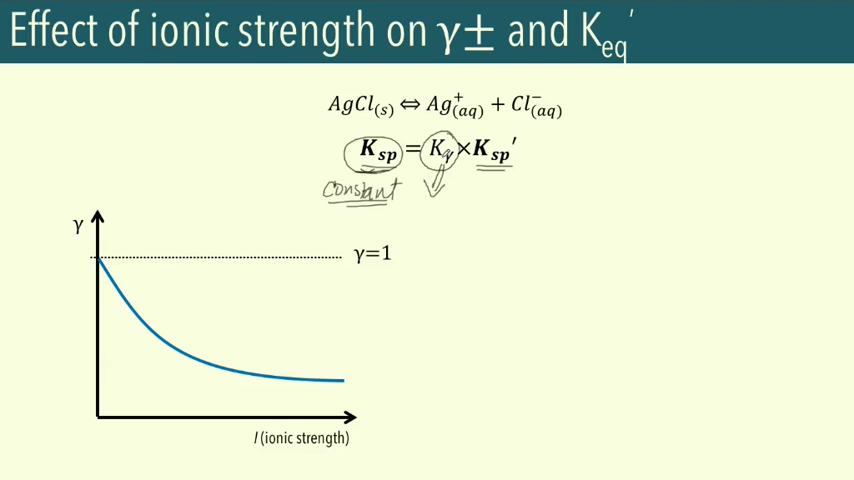 Effect of ionic strength on γ± and Keq′
AgCl(s) ⇔ Ag⁺(aq) + Cl⁻(aq)
Ksp = Kγ × Ksp′
constant
γ
γ=1
I (ionic strength)